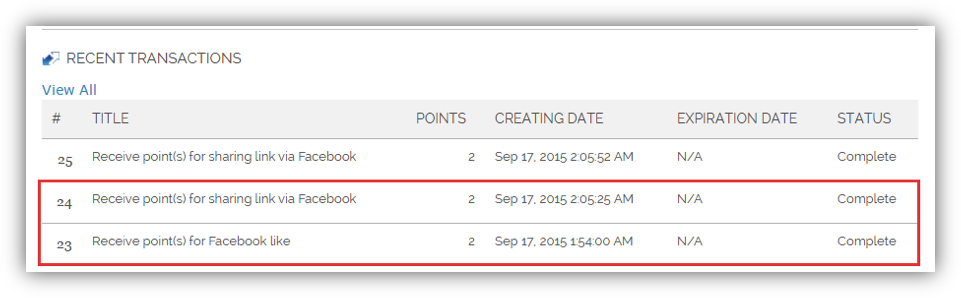 RECENT TRANSACTIONS
View All
# TITLE POINTS CREATING DATE EXPIRATION DATE STATUS
25 Receive point(s) for sharing link via Facebook 2 Sep 17, 2015 2:05:52 AM N/A Complete
24 Receive point(s) for sharing link via Facebook 2 Sep 17, 2015 2:05:25 AM N/A Complete
23 Receive point(s) for Facebook like 2 Sep 17, 2015 1:54:00 AM N/A Complete